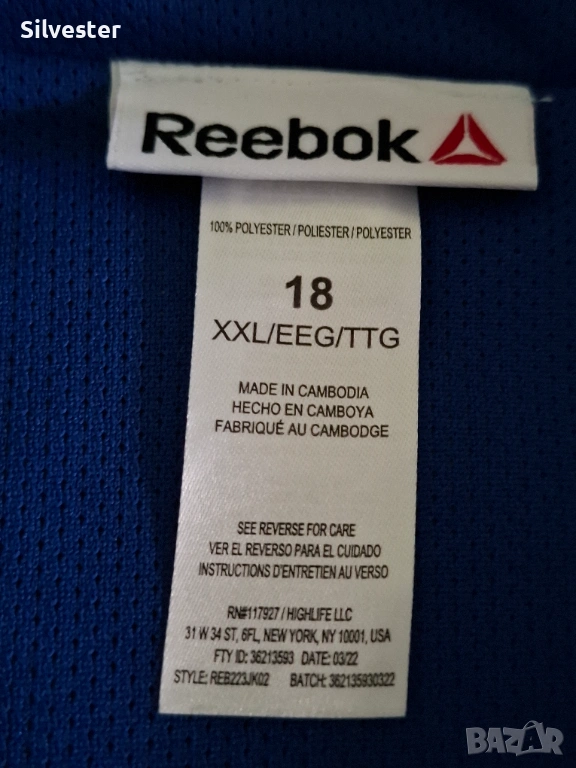 Silvester
Reebok
100% POLYESTER / POLIESTER / POLYESTER
18
XXL/EEG/TTG
MADE IN CAMBODIA
HECHO EN CAMBOYA
FABRIQUÉ AU CAMBODGE
SEE REVERSE FOR CARE
VER EL REVERSO PARA EL CUIDADO
INSTRUCTIONS D'ENTRETIEN AU VERSO
RN#117927 / HIGHLIFE LLC
31 W 34 ST, 6FL, NEW YORK, NY 10001, USA
FTY ID: 36213593 DATE: 03/22
STYLE: REB223JK02 BATCH: 362135930322
BAZAR